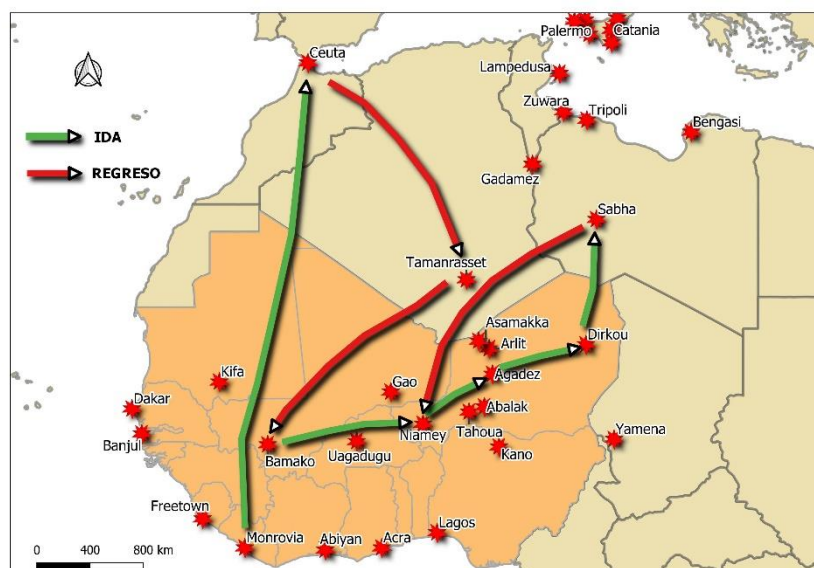 Palermo
Catania
Ceuta
Lampedusa
IDA
Zuwara
Tripoli
Bengasi
REGRESO
Gadamez
Sabha
Tamanrasset
Asamakka
Arlit
Dirkou
Kifa
Agadez
Gao
Dakar
Abalak
Niamey
Tahoua
Yamena
Banjul
Bamako
Uagadugu
Kano
Freetown
Lagos
Monrovia
Abiyan
Acra
0 400 800 km